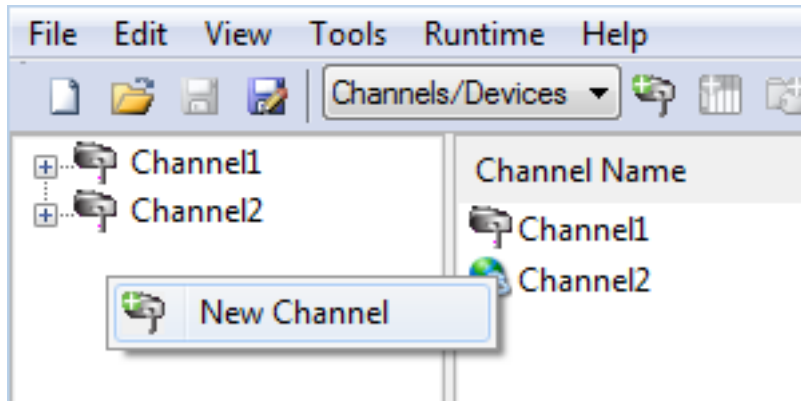 File Edit View Tools Runtime Help
Channels/Devices
Channel1
Channel2
New Channel
Channel Name
Channel1
Channel2